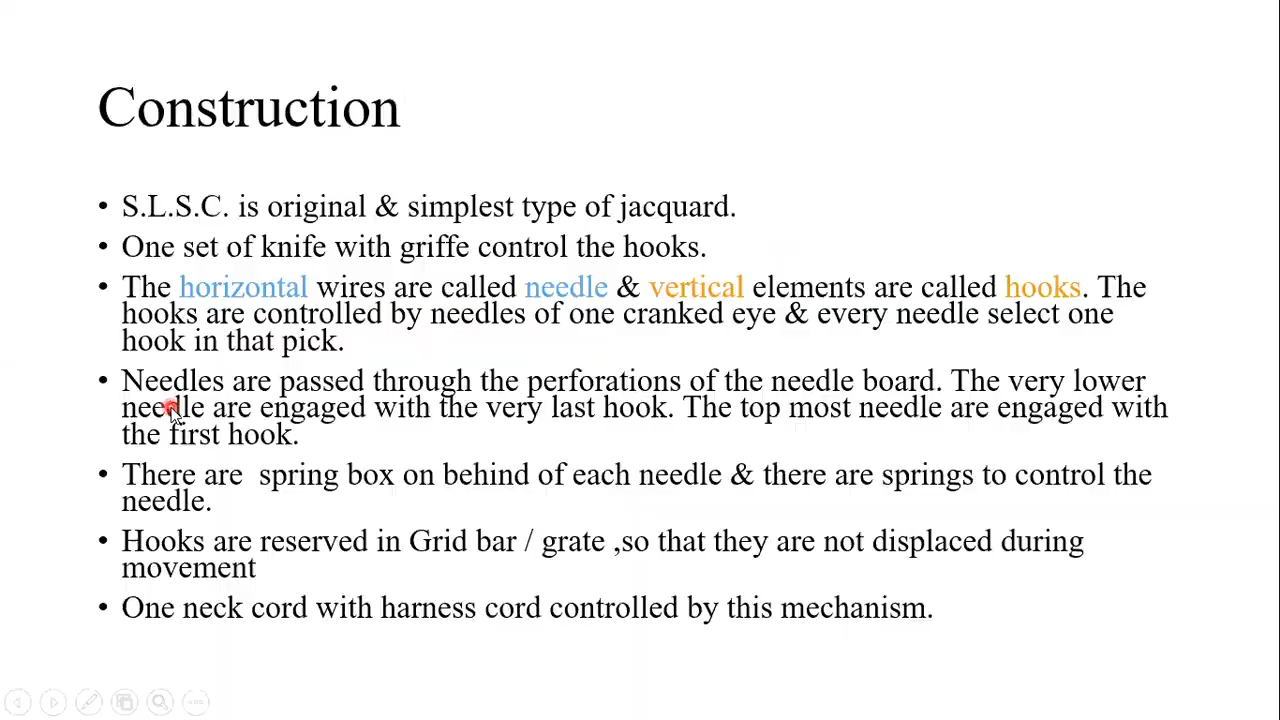 Construction
• S.L.S.C. is original & simplest type of jacquard.
• One set of knife with griffe control the hooks.
• The horizontal wires are called needle & vertical elements are called hooks. The
hooks are controlled by needles of one cranked eye & every needle select one
hook in that pick.
• Needles are passed through the perforations of the needle board. The very lower
needle are engaged with the very last hook. The top most needle are engaged with
the first hook.
• There are  spring box on behind of each needle & there are springs to control the
needle.
• Hooks are reserved in Grid bar / grate ,so that they are not displaced during
movement
• One neck cord with harness cord controlled by this mechanism.